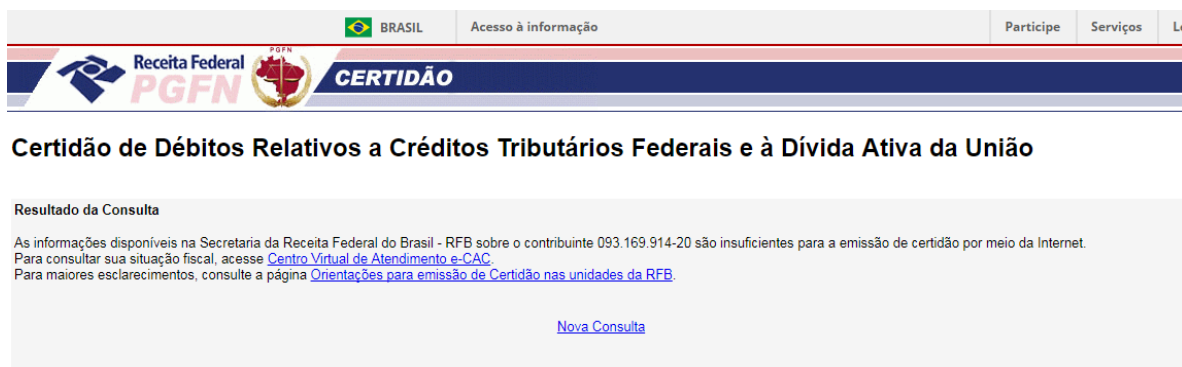 BRASIL Acesso à informação Participe Serviços
PGFN
Receita Federal
PGFN
CERTIDÃO
Certidão de Débitos Relativos a Créditos Tributários Federais e à Dívida Ativa da União
Resultado da Consulta
As informações disponíveis na Secretaria da Receita Federal do Brasil - RFB sobre o contribuinte 093.169.914-20 são insuficientes para a emissão de certidão por meio da Internet.
Para consultar sua situação fiscal, acesse Centro Virtual de Atendimento e-CAC.
Para maiores esclarecimentos, consulte a página Orientações para emissão de Certidão nas unidades da RFB.
Nova Consulta